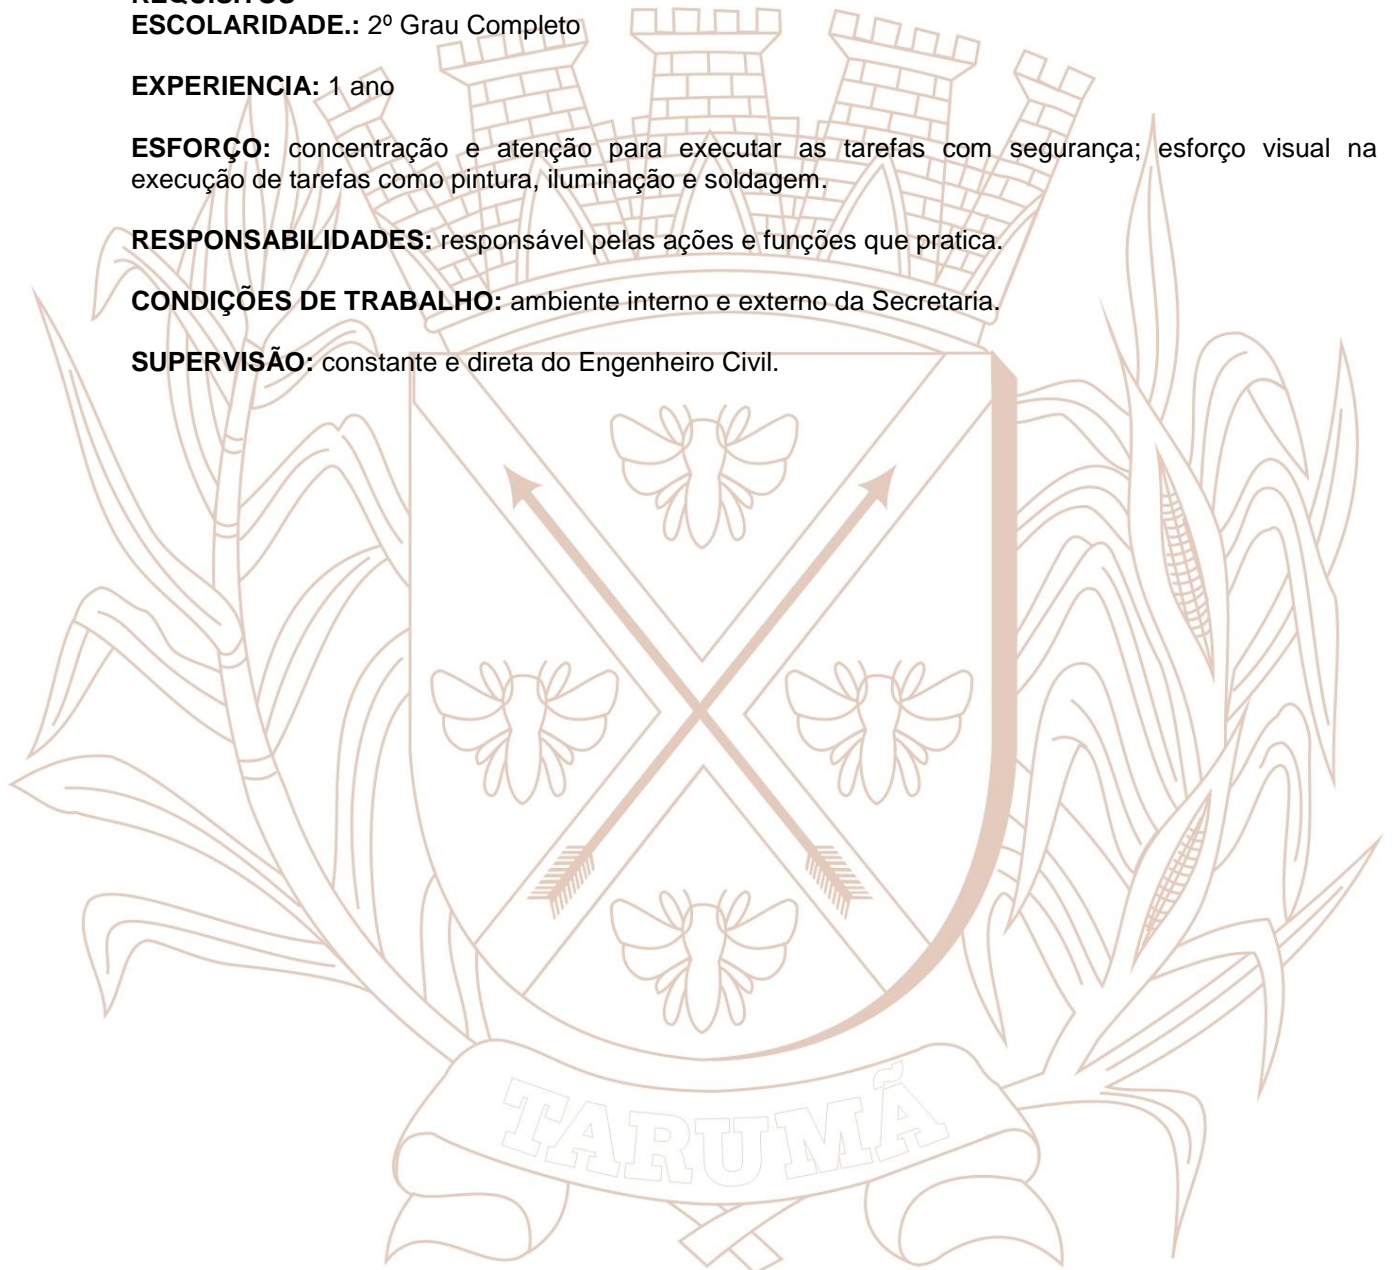 REQUISITOS
ESCOLARIDADE.: 2º Grau Completo
EXPERIENCIA: 1 ano
ESFORÇO: concentração e atenção para executar as tarefas com segurança; esforço visual na
execução de tarefas como pintura, iluminação e soldagem.
RESPONSABILIDADES: responsável pelas ações e funções que pratica.
CONDIÇÕES DE TRABALHO: ambiente interno e externo da Secretaria.
SUPERVISÃO: constante e direta do Engenheiro Civil.
TARUMÃ